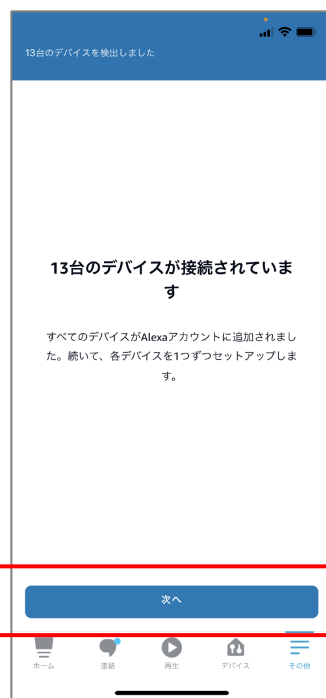 13台のデバイスを検出しました
13台のデバイスが接続されていま
す
すべてのデバイスがAlexaアカウントに追加されまし
た。続いて、各デバイスを1つずつセットアップしま
す。
次へ
ホーム
連絡
再生
デバイス
その他